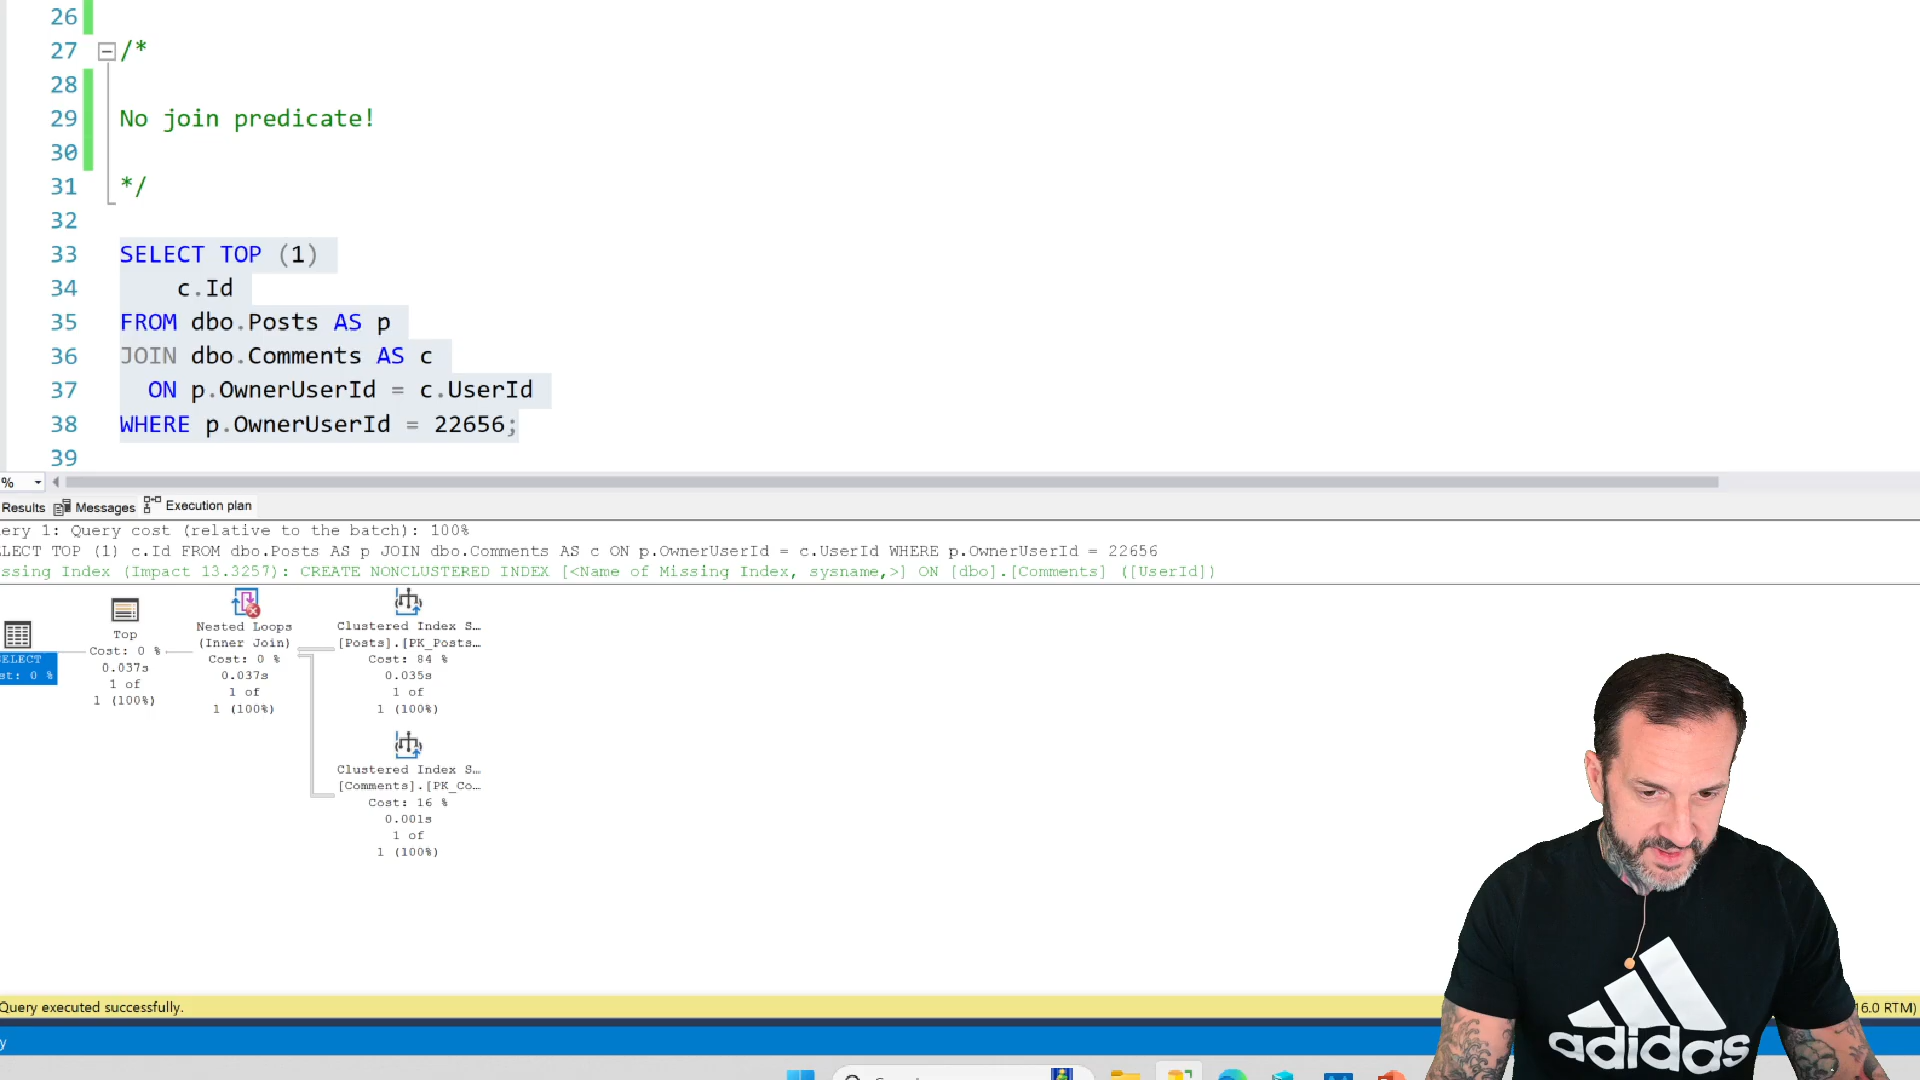 26
27 /*
28
29 No join predicate!
30
31 */
32
33 SELECT TOP (1)
34 c.Id
35 FROM dbo.Posts AS p
36 JOIN dbo.Comments AS c
37 ON p.OwnerUserId = c.UserId
38 WHERE p.OwnerUserId = 22656;
39
%
Results Messages Execution plan
ery 1: Query cost (relative to the batch): 100%
LECT TOP (1) c.Id FROM dbo.Posts AS p JOIN dbo.Comments AS c ON p.OwnerUserId = c.UserId WHERE p.OwnerUserId = 22656
ssing Index (Impact 13.3257): CREATE NONCLUSTERED INDEX [<Name of Missing Index, sysname,>] ON [dbo].[Comments] ([UserId])
ELECT
st: 0 %
Top
Cost: 0 %
0.037s
1 of
1 (100%)
Nested Loops
(Inner Join)
Cost: 0 %
0.037s
1 of
1 (100%)
Clustered Index S…
[Posts].[PK_Posts…
Cost: 84 %
0.035s
1 of
1 (100%)
Clustered Index S…
[Comments].[PK_Co…
Cost: 16 %
0.001s
1 of
1 (100%)
Query executed successfully.
16.0 RTM)
y
adidas